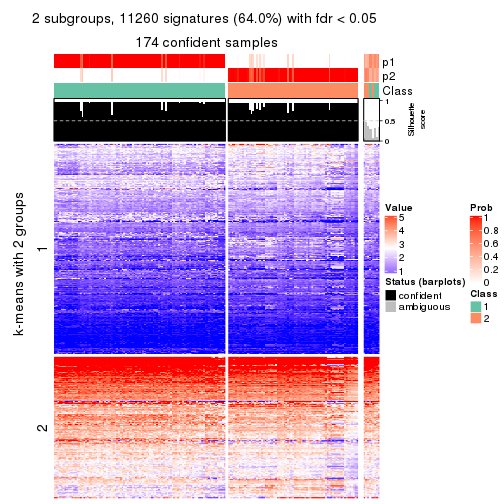 2 subgroups, 11260 signatures (64.0%) with fdr < 0.05
174 confident samples
p1
p2
Class
1
0.5
0
Silhouette
score
k-means with 2 groups
1
2
Value
5
4
3
2
1
Status (barplots)
confident
ambiguous
Prob
1
0.8
0.6
0.4
0.2
0
Class
1
2